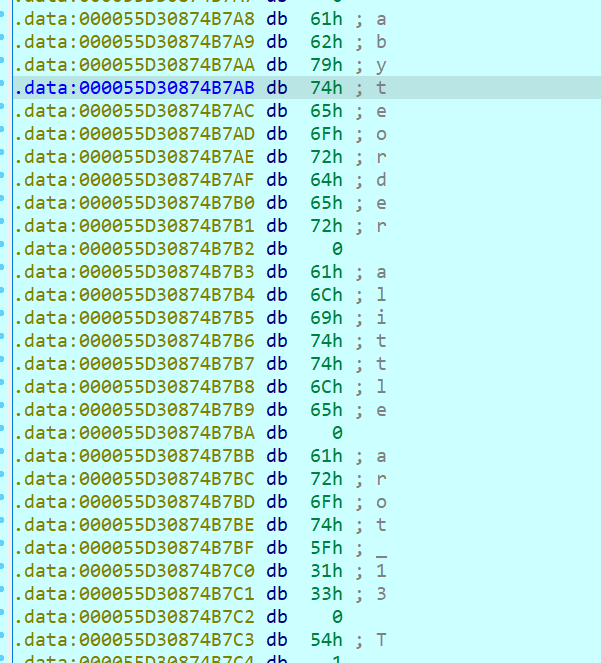 .data:000055D30874B7A8 db 61h ; a
.data:000055D30874B7A9 db 62h ; b
.data:000055D30874B7AA db 79h ; y
.data:000055D30874B7AB db 74h ; t
.data:000055D30874B7AC db 65h ; e
.data:000055D30874B7AD db 6Fh ; o
.data:000055D30874B7AE db 72h ; r
.data:000055D30874B7AF db 64h ; d
.data:000055D30874B7B0 db 65h ; e
.data:000055D30874B7B1 db 72h ; r
.data:000055D30874B7B2 db 0
.data:000055D30874B7B3 db 61h ; a
.data:000055D30874B7B4 db 6Ch ; l
.data:000055D30874B7B5 db 69h ; i
.data:000055D30874B7B6 db 74h ; t
.data:000055D30874B7B7 db 74h ; t
.data:000055D30874B7B8 db 6Ch ; l
.data:000055D30874B7B9 db 65h ; e
.data:000055D30874B7BA db 0
.data:000055D30874B7BB db 61h ; a
.data:000055D30874B7BC db 72h ; r
.data:000055D30874B7BD db 6Fh ; o
.data:000055D30874B7BE db 74h ; t
.data:000055D30874B7BF db 5Fh ; _
.data:000055D30874B7C0 db 31h ; 1
.data:000055D30874B7C1 db 33h ; 3
.data:000055D30874B7C2 db 0
.data:000055D30874B7C3 db 54h ; T
.data:000055D30874B7C4 db 1